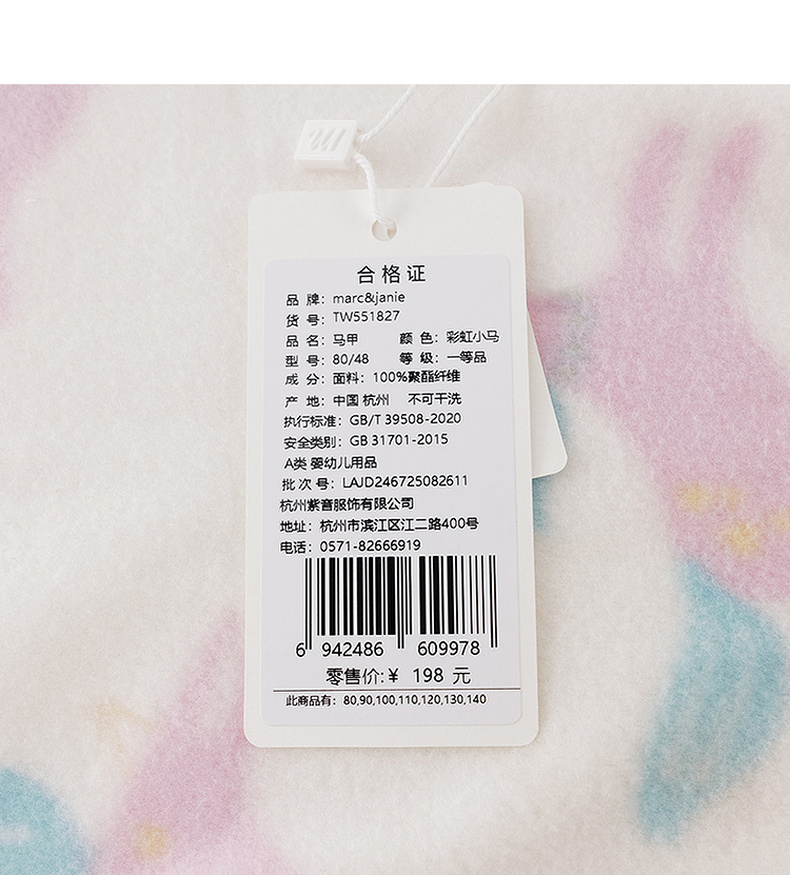 合格证
品 牌：marc&janie
货 号：TW551827
品 名：马甲 颜 色：彩虹小马
型 号：80/48 等 级：一等品
成 分：面料：100%聚酯纤维
产 地：中国 杭州 不可干洗
执行标准：GB/T 39508-2020
安全类别：GB 31701-2015
A类 婴幼儿用品
批 次 号：LAJD246725082611
杭州紫音服饰有限公司
地址：杭州市滨江区江二路400号
电话：0571-82666919
6 942486 609978
零售价:¥ 198 元
此商品有：80,90,100,110,120,130,140